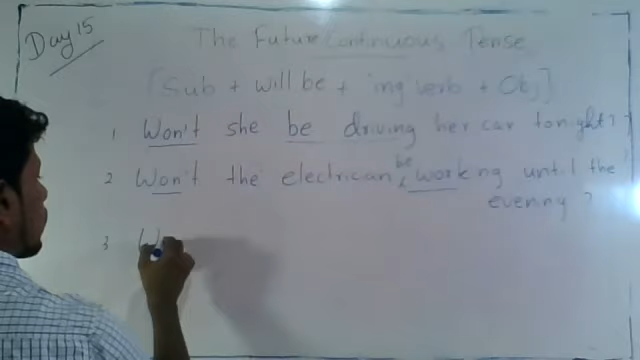 Day 15
The Future Continuous Tense
[Sub + will be + 'ing' verb + Obj]
1 Won't she be driving her car tonight?
2 Won't the electrican be working until the
evening?
3 W